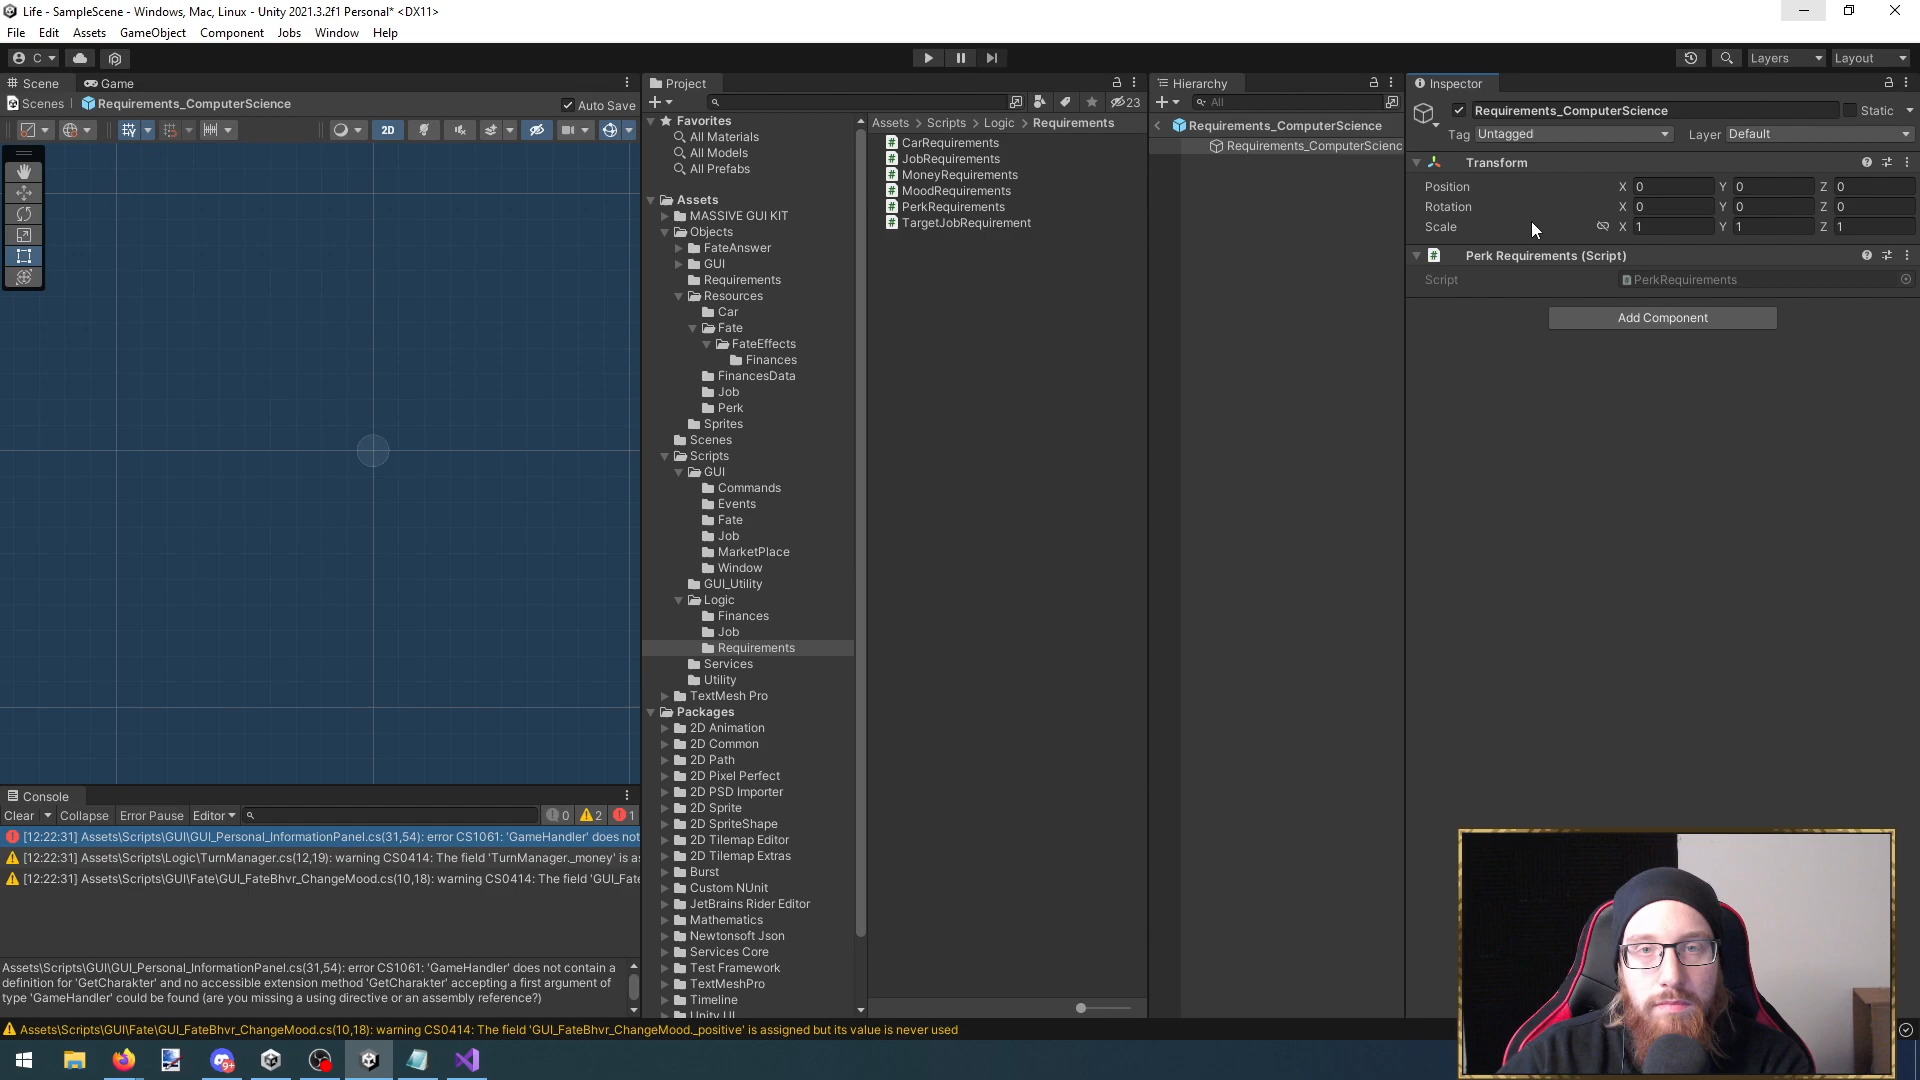 Life - SampleScene - Windows, Mac, Linux - Unity 2021.3.2f1 Personal* <DX11>
File Edit Assets GameObject Component Jobs Window Help
C
Layers Layout
Scene Game
Scenes Requirements_ComputerScience Auto Save
2D
Console
Clear Collapse Error Pause Editor 0 2 1
[12:22:31] Assets\Scripts\GUI\GUI_Personal_InformationPanel.cs(31,54): error CS1061: 'GameHandler' does not
[12:22:31] Assets\Scripts\Logic\TurnManager.cs(12,19): warning CS0414: The field 'TurnManager._money' is as
[12:22:31] Assets\Scripts\GUI\Fate\GUI_FateBhvr_ChangeMood.cs(10,18): warning CS0414: The field 'GUI_Fate
Assets\Scripts\GUI\GUI_Personal_InformationPanel.cs(31,54): error CS1061: 'GameHandler' does not contain a
definition for 'GetCharakter' and no accessible extension method 'GetCharakter' accepting a first argument of
type 'GameHandler' could be found (are you missing a using directive or an assembly reference?)
Project
23
Favorites
All Materials
All Models
All Prefabs
Assets
MASSIVE GUI KIT
Objects
FateAnswer
GUI
Requirements
Resources
Car
Fate
FateEffects
Finances
FinancesData
Job
Perk
Sprites
Scenes
Scripts
GUI
Commands
Events
Fate
Job
MarketPlace
Window
GUI_Utility
Logic
Finances
Job
Requirements
Services
Utility
TextMesh Pro
Packages
2D Animation
2D Common
2D Path
2D Pixel Perfect
2D PSD Importer
2D Sprite
2D SpriteShape
2D Tilemap Editor
2D Tilemap Extras
Burst
Custom NUnit
JetBrains Rider Editor
Mathematics
Newtonsoft Json
Services Core
Test Framework
TextMeshPro
Timeline
Unity UI
Assets > Scripts > Logic > Requirements
CarRequirements
JobRequirements
MoneyRequirements
MoodRequirements
PerkRequirements
TargetJobRequirement
Hierarchy
All
Requirements_ComputerScience
Requirements_ComputerScienc
Inspector
Requirements_ComputerScience Static
Tag Untagged Layer Default
Transform
Position X 0 Y 0 Z 0
Rotation X 0 Y 0 Z 0
Scale X 1 Y 1 Z 1
Perk Requirements (Script)
Script PerkRequirements
Add Component
Assets\Scripts\GUI\Fate\GUI_FateBhvr_ChangeMood.cs(10,18): warning CS0414: The field 'GUI_FateBhvr_ChangeMood._positive' is assigned but its value is never used
9+